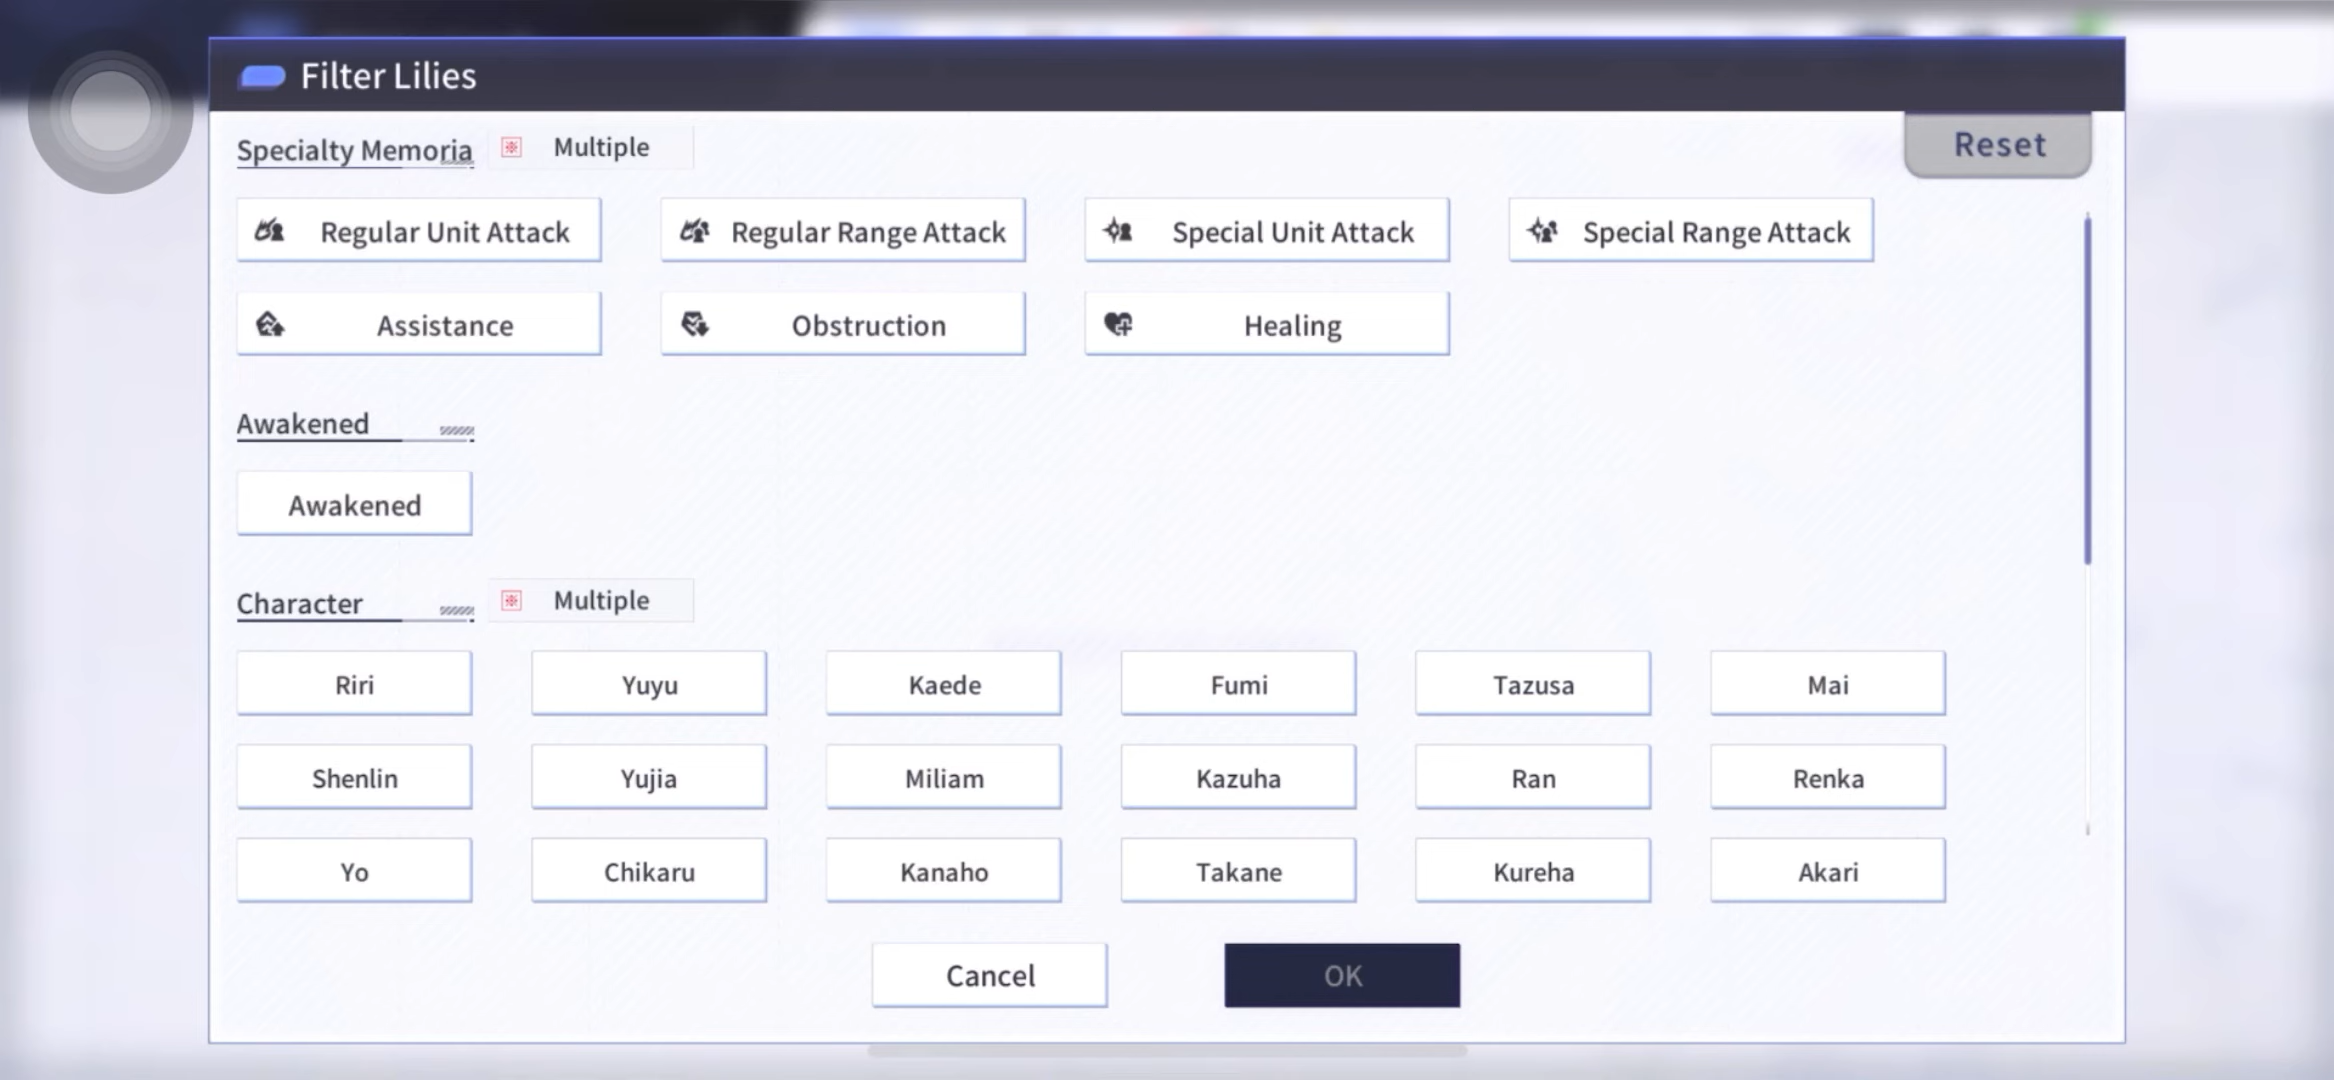 Filter Lilies
Specialty Memoria Multiple Reset
Regular Unit Attack Regular Range Attack Special Unit Attack Special Range Attack
Assistance Obstruction Healing
Awakened
Awakened
Character Multiple
Riri Yuyu Kaede Fumi Tazusa Mai
Shenlin Yujia Miliam Kazuha Ran Renka
Yo Chikaru Kanaho Takane Kureha Akari
Cancel OK